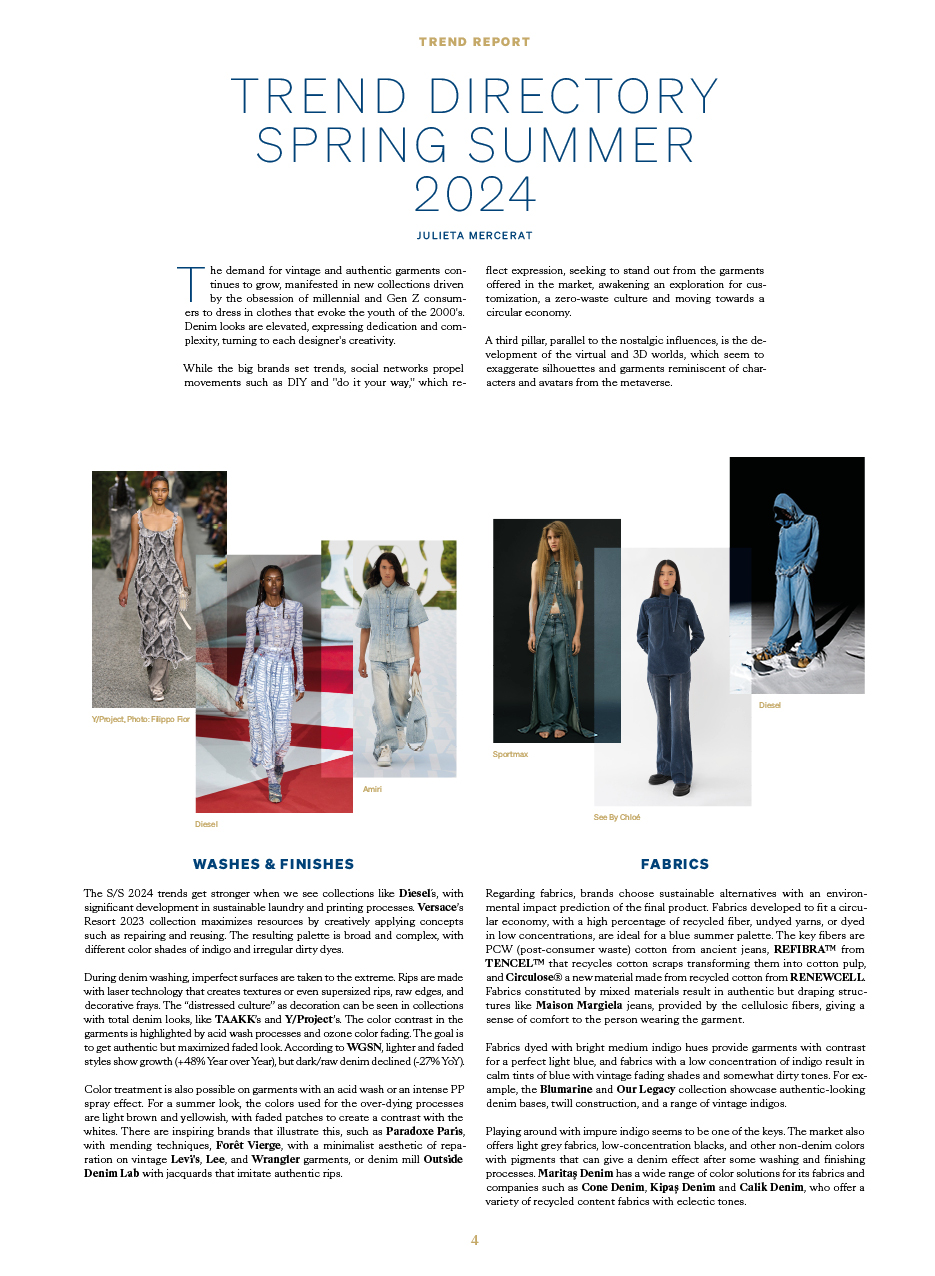 TREND REPORT
TREND DIRECTORY
SPRING SUMMER
2024
JULIETA MERCERAT
The demand for vintage and authentic garments con-
tinues to grow, manifested in new collections driven
by the obsession of millennial and Gen Z consum-
ers to dress in clothes that evoke the youth of the 2000's.
Denim looks are elevated, expressing dedication and com-
plexity, turning to each designer's creativity.
While the big brands set trends, social networks propel
movements such as DIY and "do it your way," which re-
flect expression, seeking to stand out from the garments
offered in the market, awakening an exploration for cus-
tomization, a zero-waste culture and moving towards a
circular economy.
A third pillar, parallel to the nostalgic influences, is the de-
velopment of the virtual and 3D worlds, which seem to
exaggerate silhouettes and garments reminiscent of char-
acters and avatars from the metaverse.
Y/Project, Photo: Filippo Fior
Diesel
Amiri
Sportmax
See By Chloé
Diesel
WASHES & FINISHES
The S/S 2024 trends get stronger when we see collections like Diesel's, with
significant development in sustainable laundry and printing processes. Versace's
Resort 2023 collection maximizes resources by creatively applying concepts
such as repairing and reusing. The resulting palette is broad and complex, with
different color shades of indigo and irregular dirty dyes.
During denim washing, imperfect surfaces are taken to the extreme. Rips are made
with laser technology that creates textures or even supersized rips, raw edges, and
decorative frays. The "distressed culture" as decoration can be seen in collections
with total denim looks, like TAAKK's and Y/Project's. The color contrast in the
garments is highlighted by acid wash processes and ozone color fading. The goal is
to get authentic but maximized faded look. According to WGSN, lighter and faded
styles show growth (+48% Year over Year), but dark/raw denim declined (-27% YoY).
Color treatment is also possible on garments with an acid wash or an intense PP
spray effect. For a summer look, the colors used for the over-dying processes
are light brown and yellowish, with faded patches to create a contrast with the
whites. There are inspiring brands that illustrate this, such as Paradoxe Paris,
with mending techniques, Forêt Vierge, with a minimalist aesthetic of repa-
ration on vintage Levi's, Lee, and Wrangler garments, or denim mill Outside
Denim Lab with jacquards that imitate authentic rips.
FABRICS
Regarding fabrics, brands choose sustainable alternatives with an environ-
mental impact prediction of the final product. Fabrics developed to fit a circu-
lar economy, with a high percentage of recycled fiber, undyed yarns, or dyed
in low concentrations, are ideal for a blue summer palette. The key fibers are
PCW (post-consumer waste) cotton from ancient jeans, REFIBRA™ from
TENCEL™ that recycles cotton scraps transforming them into cotton pulp,
and Circulose® a new material made from recycled cotton from RENEWCELL.
Fabrics constituted by mixed materials result in authentic but draping struc-
tures like Maison Margiela jeans, provided by the cellulosic fibers, giving a
sense of comfort to the person wearing the garment.
Fabrics dyed with bright medium indigo hues provide garments with contrast
for a perfect light blue, and fabrics with a low concentration of indigo result in
calm tints of blue with vintage fading shades and somewhat dirty tones. For ex-
ample, the Blumarine and Our Legacy collection showcase authentic-looking
denim bases, twill construction, and a range of vintage indigos.
Playing around with impure indigo seems to be one of the keys. The market also
offers light grey fabrics, low-concentration blacks, and other non-denim colors
with pigments that can give a denim effect after some washing and finishing
processes. Maritaş Denim has a wide range of color solutions for its fabrics and
companies such as Cone Denim, Kipaş Denim and Calik Denim, who offer a
variety of recycled content fabrics with eclectic tones.
4